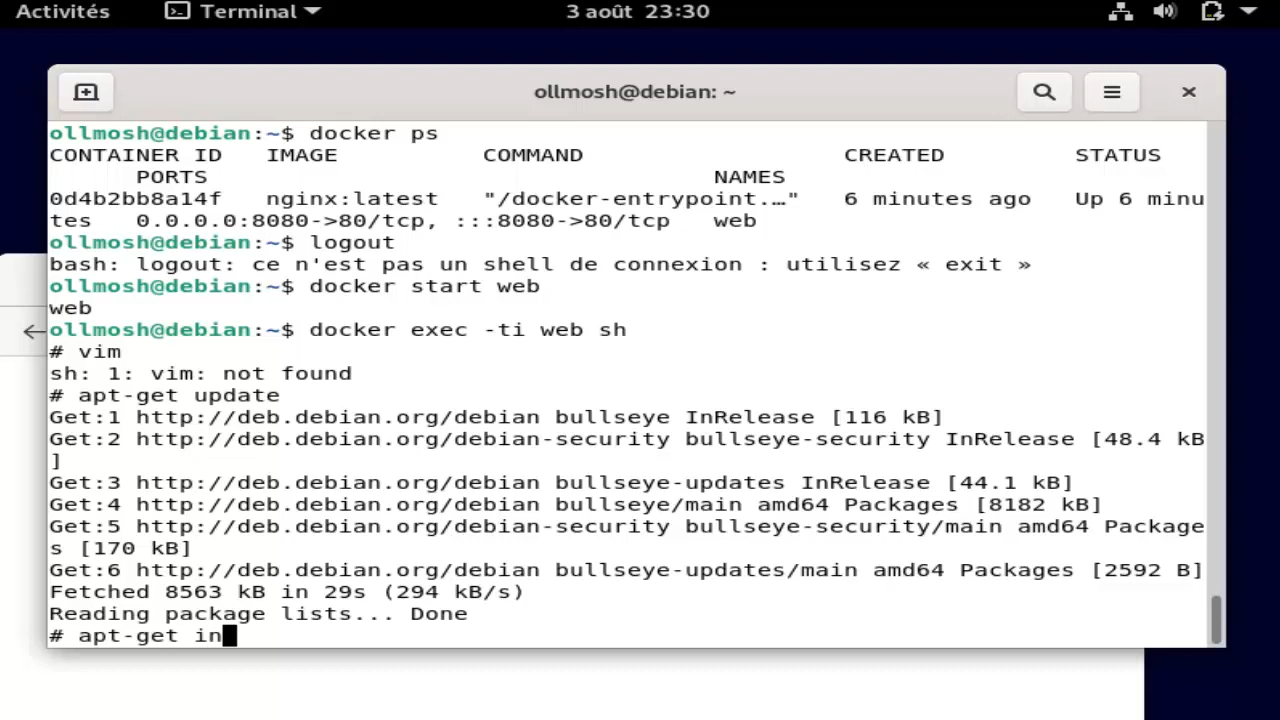 Activités Terminal 3 août 23:30
ollmosh@debian: ~
ollmosh@debian:~$ docker ps
CONTAINER ID IMAGE COMMAND CREATED STATUS
PORTS NAMES
0d4b2bb8a14f nginx:latest "/docker-entrypoint.…" 6 minutes ago Up 6 minu
tes 0.0.0.0:8080->80/tcp, :::8080->80/tcp web
ollmosh@debian:~$ logout
bash: logout: ce n'est pas un shell de connexion : utilisez « exit »
ollmosh@debian:~$ docker start web
web
ollmosh@debian:~$ docker exec -ti web sh
# vim
sh: 1: vim: not found
# apt-get update
Get:1 http://deb.debian.org/debian bullseye InRelease [116 kB]
Get:2 http://deb.debian.org/debian-security bullseye-security InRelease [48.4 kB
]
Get:3 http://deb.debian.org/debian bullseye-updates InRelease [44.1 kB]
Get:4 http://deb.debian.org/debian bullseye/main amd64 Packages [8182 kB]
Get:5 http://deb.debian.org/debian-security bullseye-security/main amd64 Package
s [170 kB]
Get:6 http://deb.debian.org/debian bullseye-updates/main amd64 Packages [2592 B]
Fetched 8563 kB in 29s (294 kB/s)
Reading package lists... Done
# apt-get in